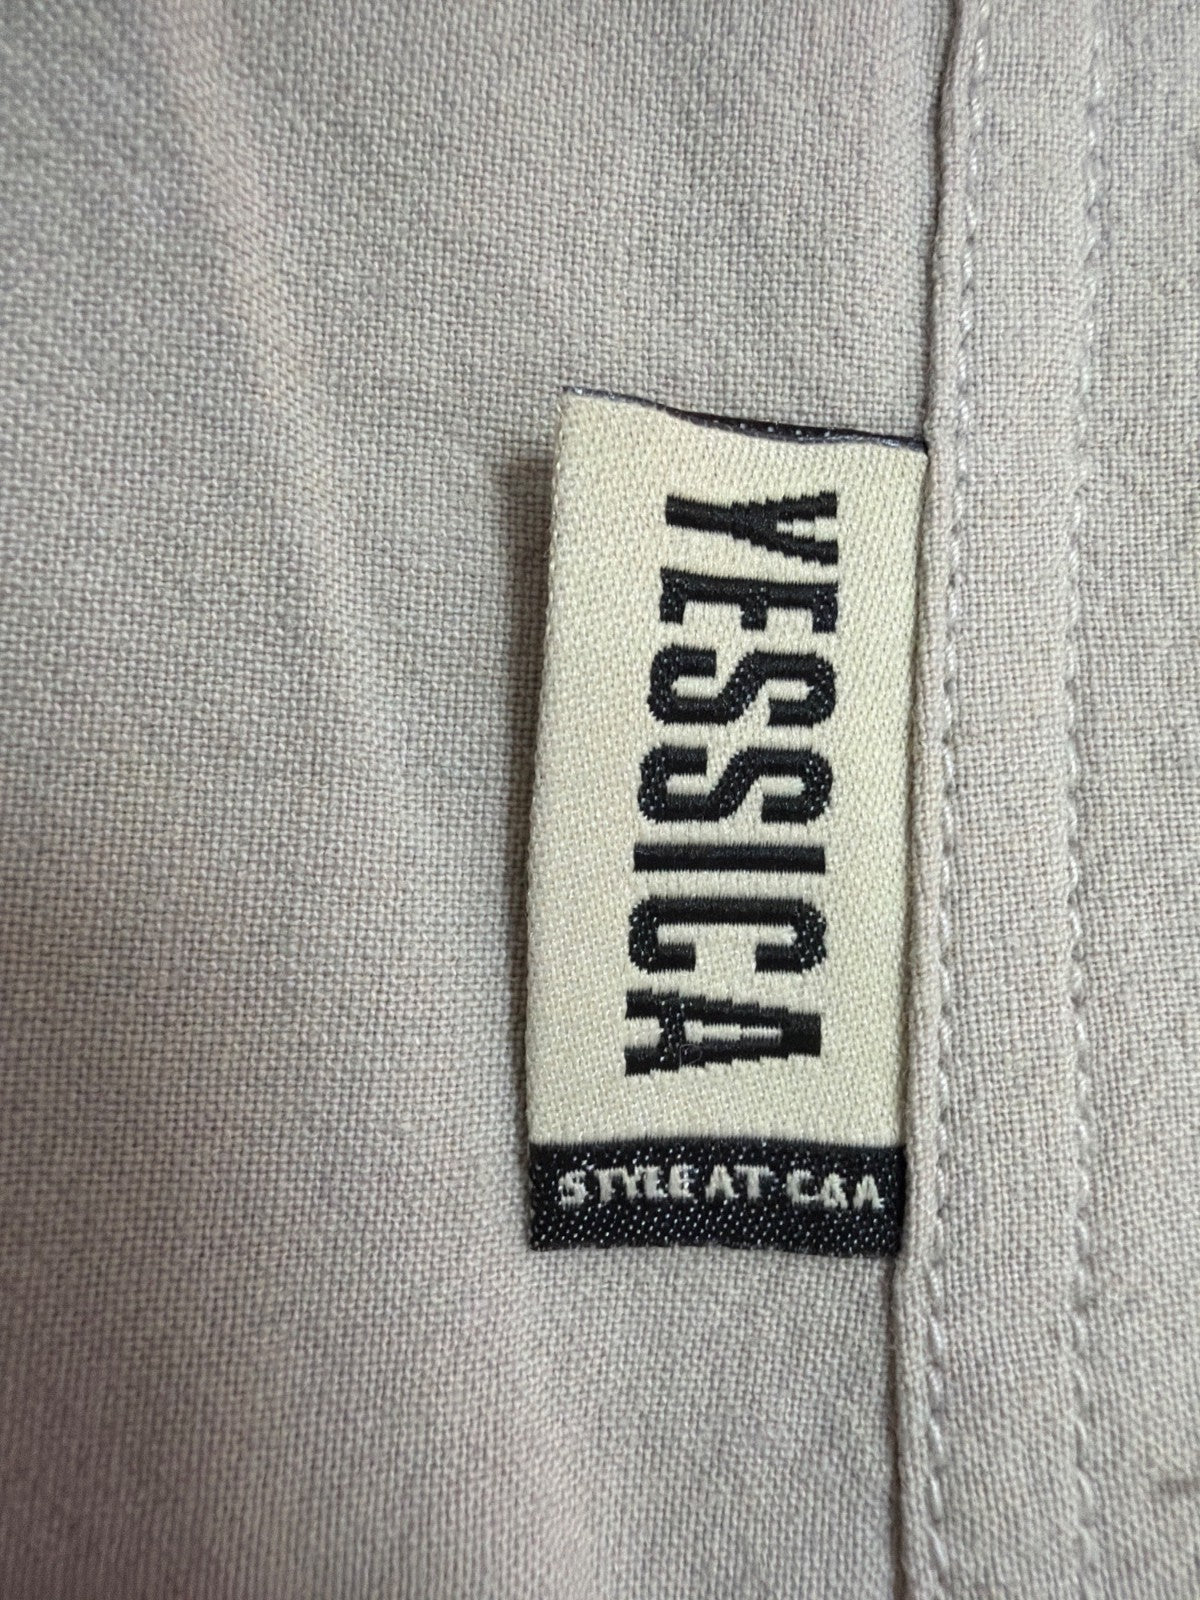 YESSICA
STYLE AT C&A